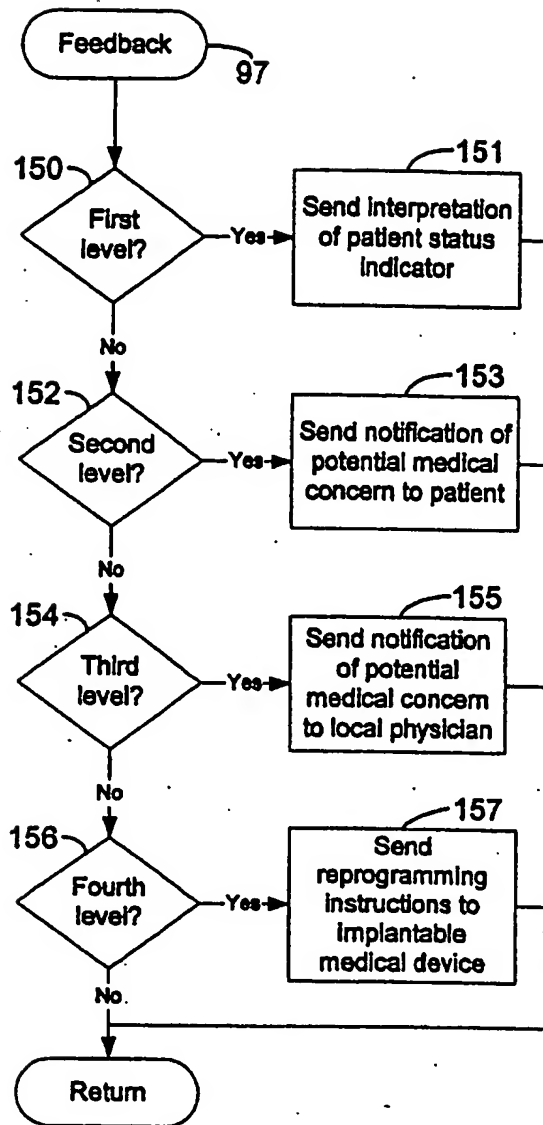 Feedback
97
150
First
level?
Yes
151
Send interpretation
of patient status
indicator
No
152
Second
level?
Yes
153
Send notification of
potential medical
concern to patient
No
154
Third
level?
Yes
155
Send notification
of potential
medical concern
to local physician
No
156
Fourth
level?
Yes
157
Send
reprogramming
instructions to
implantable
medical device
No
Return